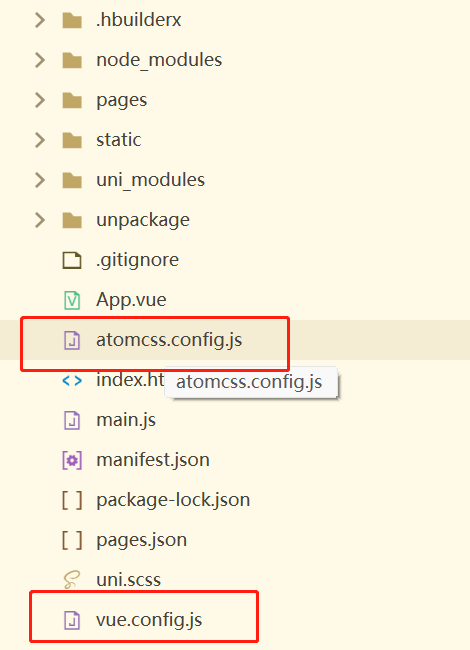 .hbuilderx
node_modules
pages
static
uni_modules
unpackage
.gitignore
App.vue
atomcss.config.js
index.ht
atomcss.config.js
main.js
manifest.json
package-lock.json
pages.json
uni.scss
vue.config.js